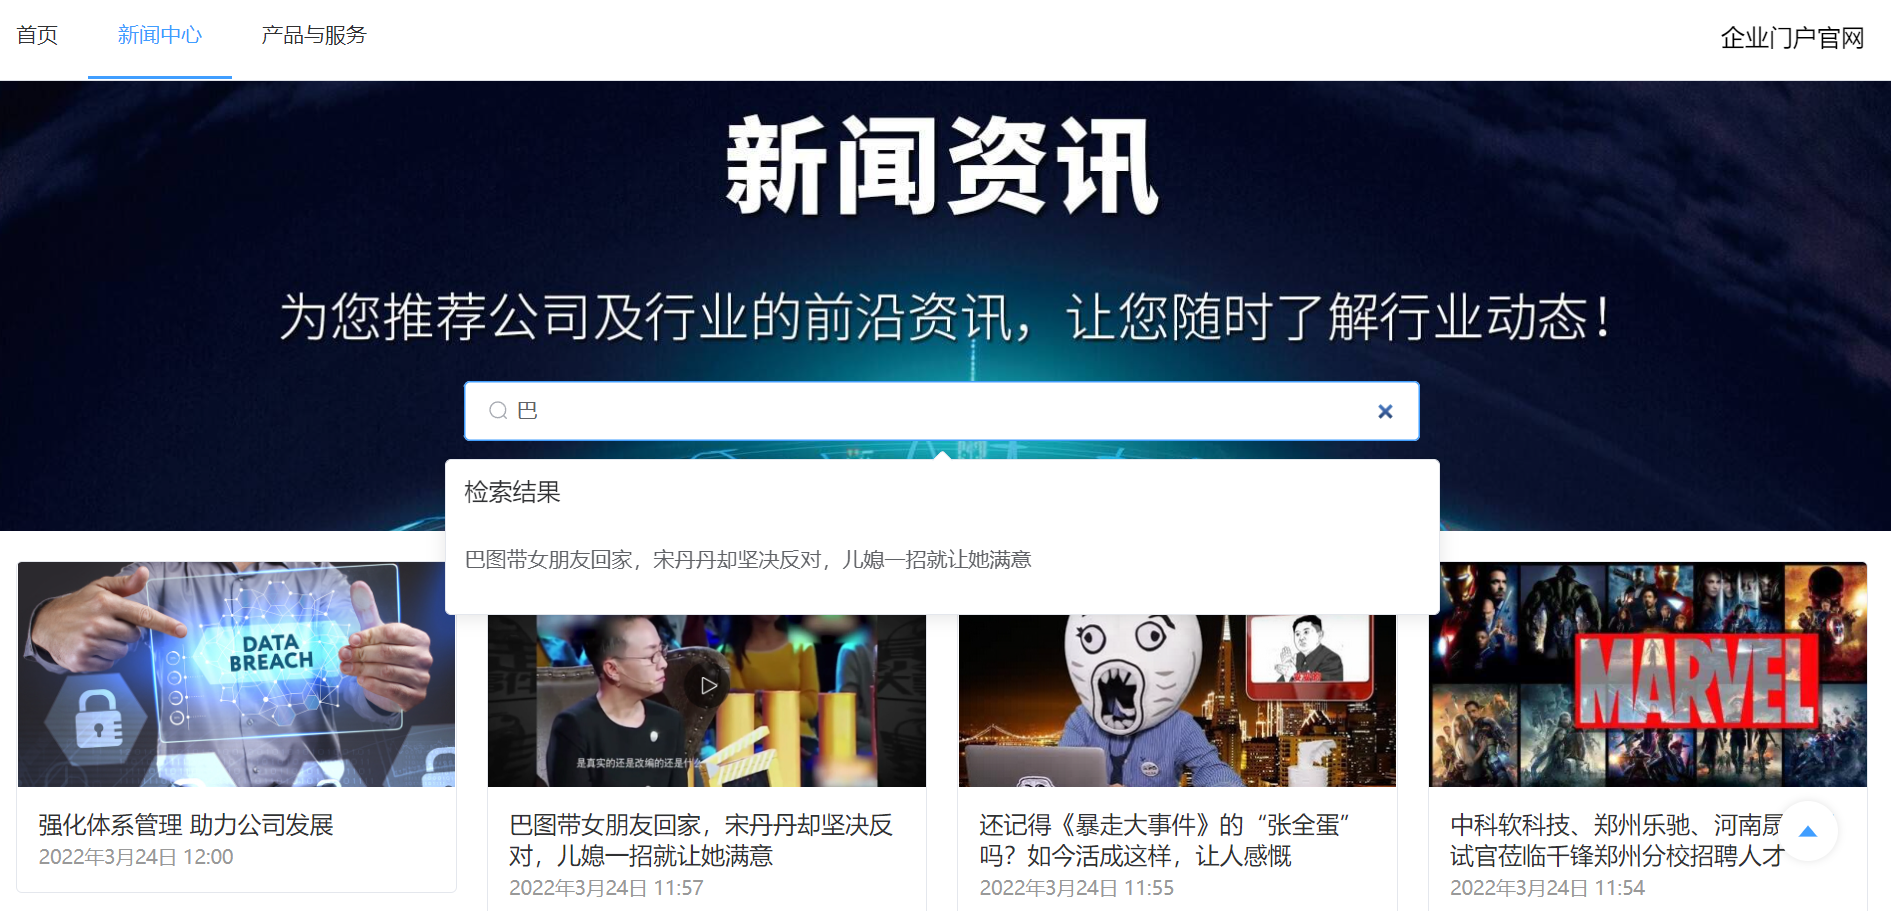 首页 新闻中心 产品与服务 企业门户官网
新闻资讯
为您推荐公司及行业的前沿资讯，让您随时了解行业动态！
巴
检索结果
巴图带女朋友回家，宋丹丹却坚决反对，儿媳一招就让她满意
DATA
BREACH
是真实的还是改编的还是什么
MARVEL
强化体系管理 助力公司发展
2022年3月24日 12:00
巴图带女朋友回家，宋丹丹却坚决反
对，儿媳一招就让她满意
2022年3月24日 11:57
还记得《暴走大事件》的“张全蛋”
吗？如今活成这样，让人感慨
2022年3月24日 11:55
中科软科技、郑州乐驰、河南
试官莅临千锋郑州分校招聘人才
2022年3月24日 11:54